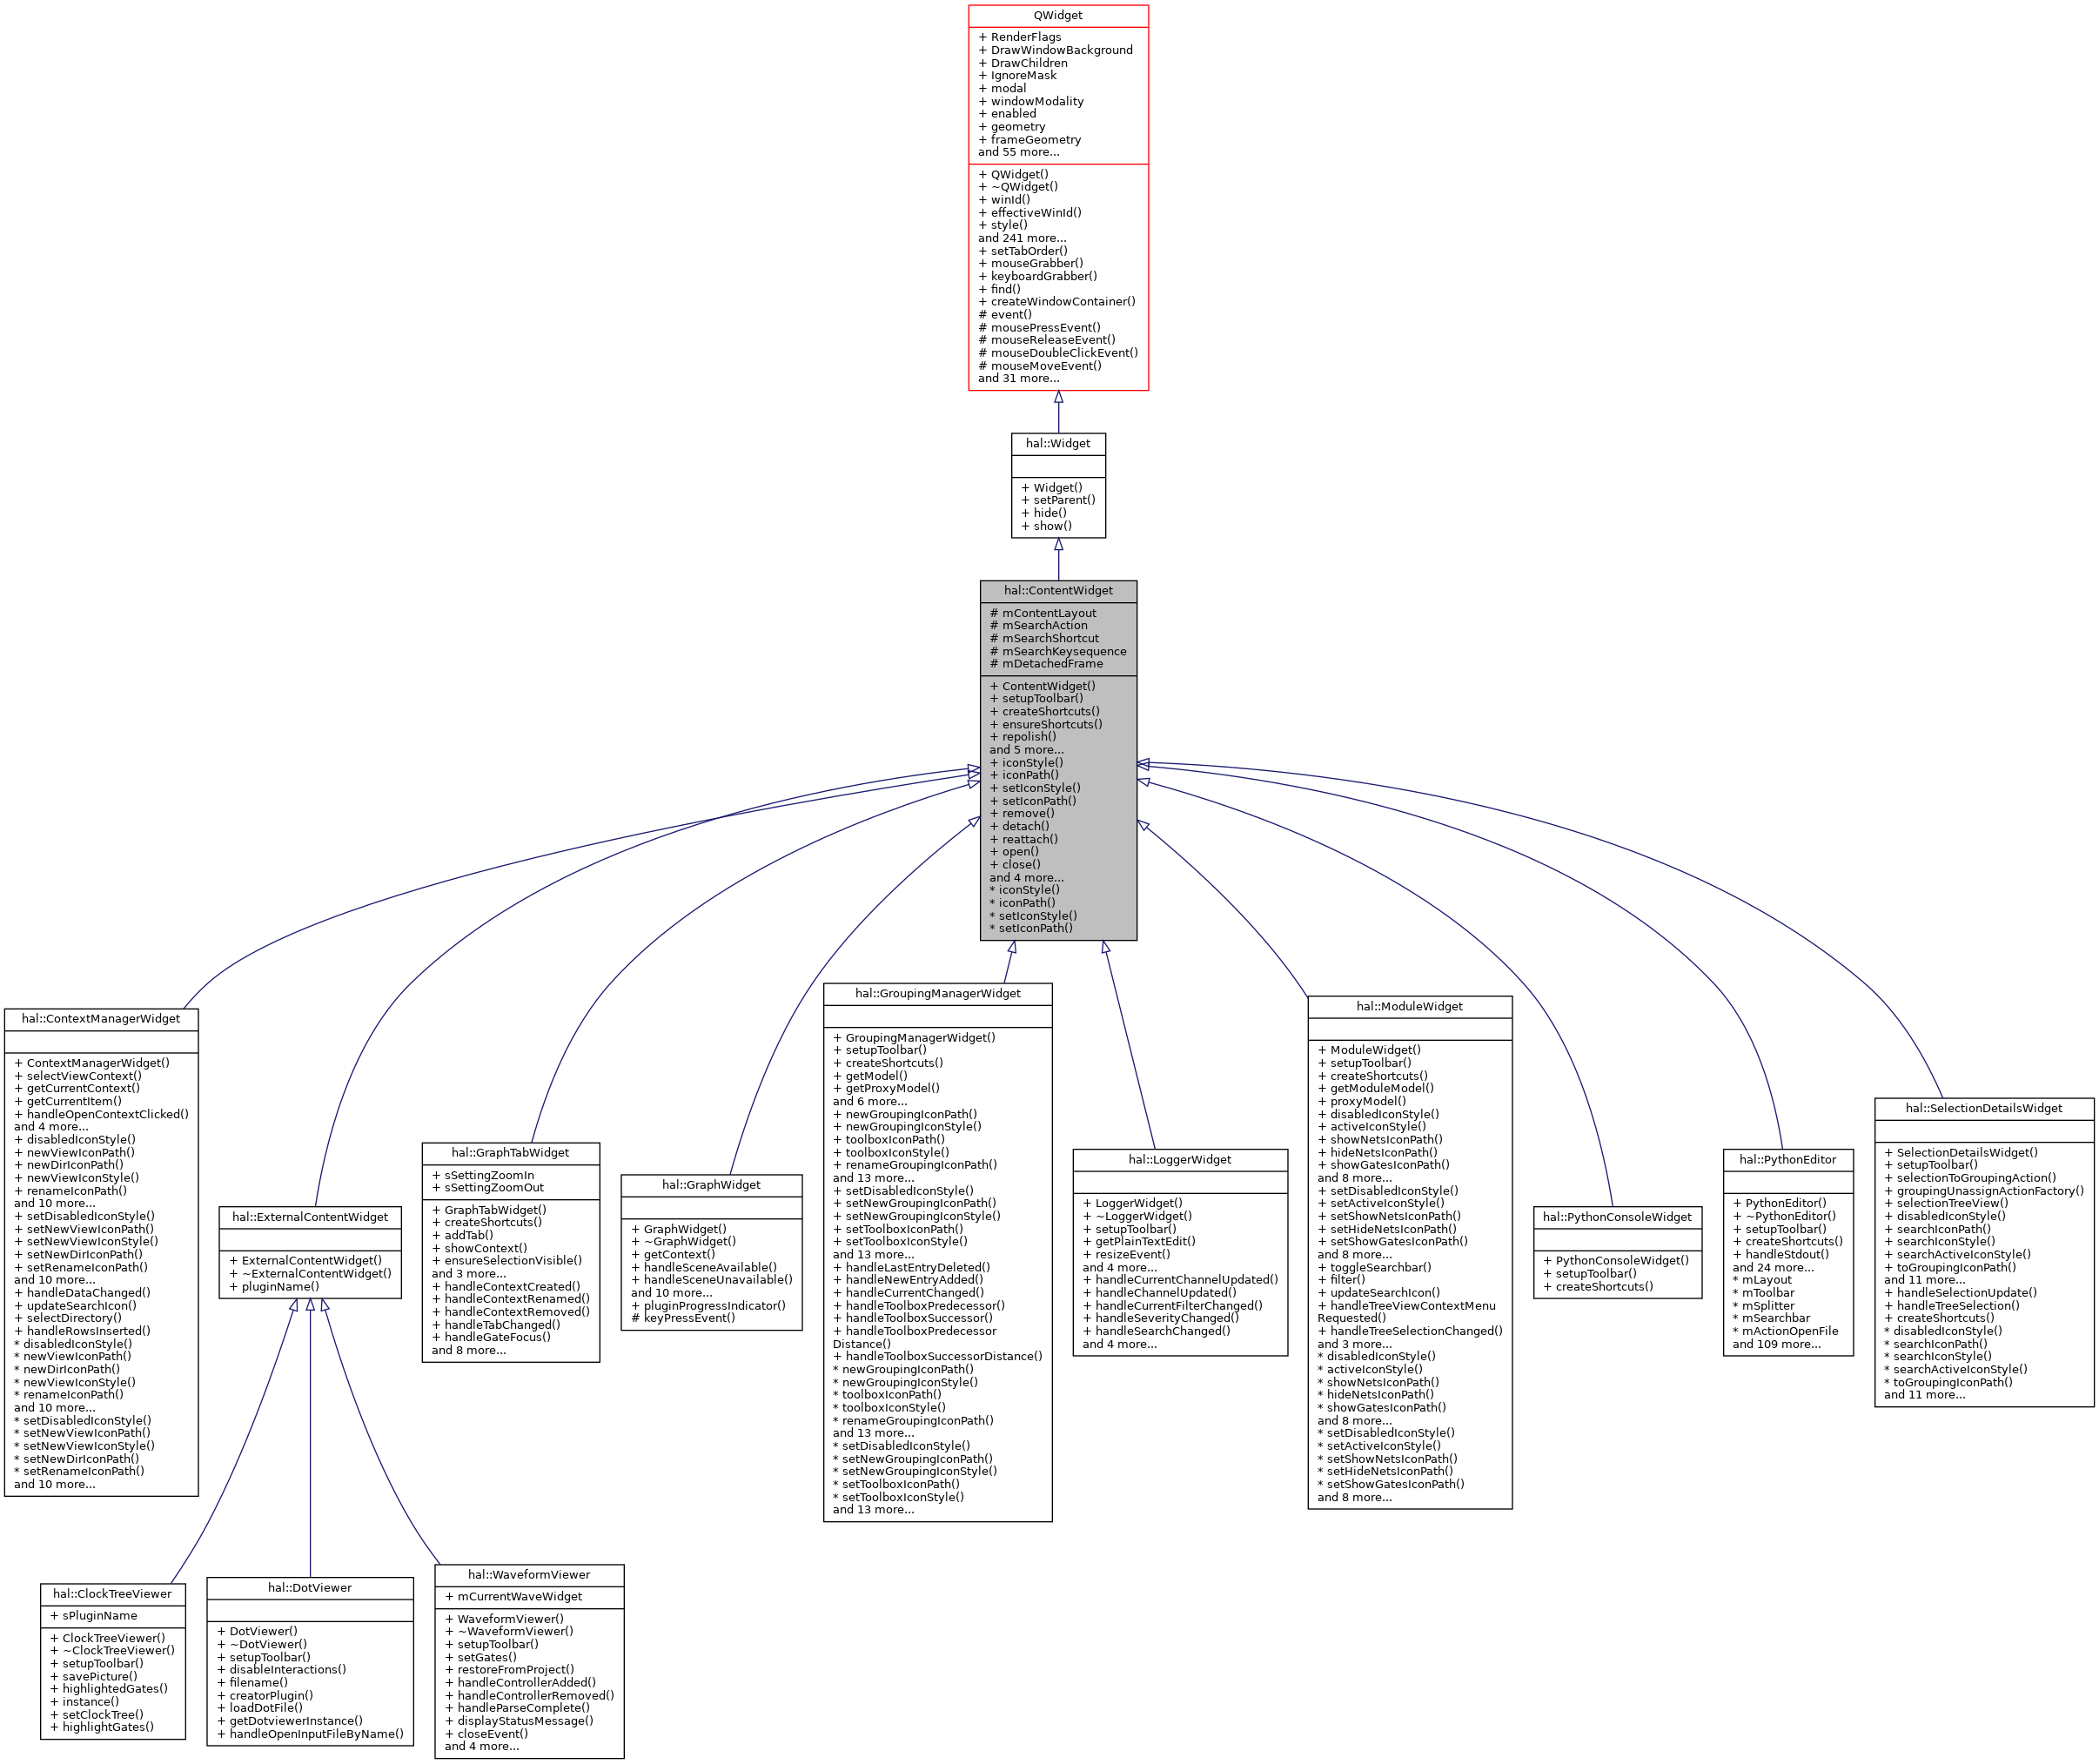 QWidget
+ RenderFlags
+ DrawWindowBackground
+ DrawChildren
+ IgnoreMask
+ modal
+ windowModality
+ enabled
+ geometry
+ frameGeometry
and 55 more...
+ QWidget()
+ ~QWidget()
+ winId()
+ effectiveWinId()
+ style()
and 241 more...
+ setTabOrder()
+ mouseGrabber()
+ keyboardGrabber()
+ find()
+ createWindowContainer()
# event()
# mousePressEvent()
# mouseReleaseEvent()
# mouseDoubleClickEvent()
# mouseMoveEvent()
and 31 more...
hal::Widget
+ Widget()
+ setParent()
+ hide()
+ show()
hal::ContentWidget
# mContentLayout
# mSearchAction
# mSearchShortcut
# mSearchKeysequence
# mDetachedFrame
+ ContentWidget()
+ setupToolbar()
+ createShortcuts()
+ ensureShortcuts()
+ repolish()
and 5 more...
+ iconStyle()
+ iconPath()
+ setIconStyle()
+ setIconPath()
+ remove()
+ detach()
+ reattach()
+ open()
+ close()
and 4 more...
* iconStyle()
* iconPath()
* setIconStyle()
* setIconPath()
hal::ContextManagerWidget
+ ContextManagerWidget()
+ selectViewContext()
+ getCurrentContext()
+ getCurrentItem()
+ handleOpenContextClicked()
and 4 more...
+ disabledIconStyle()
+ newViewIconPath()
+ newDirIconPath()
+ newViewIconStyle()
+ renameIconPath()
and 10 more...
+ setDisabledIconStyle()
+ setNewViewIconPath()
+ setNewViewIconStyle()
+ setNewDirIconPath()
+ setRenameIconPath()
and 10 more...
+ handleDataChanged()
+ updateSearchIcon()
+ selectDirectory()
+ handleRowsInserted()
* disabledIconStyle()
* newViewIconPath()
* newDirIconPath()
* newViewIconStyle()
* renameIconPath()
and 10 more...
* setDisabledIconStyle()
* setNewViewIconPath()
* setNewViewIconStyle()
* setNewDirIconPath()
* setRenameIconPath()
and 10 more...
hal::ExternalContentWidget
+ ExternalContentWidget()
+ ~ExternalContentWidget()
+ pluginName()
hal::GraphTabWidget
+ sSettingZoomIn
+ sSettingZoomOut
+ GraphTabWidget()
+ createShortcuts()
+ addTab()
+ showContext()
+ ensureSelectionVisible()
and 3 more...
+ handleContextCreated()
+ handleContextRenamed()
+ handleContextRemoved()
+ handleTabChanged()
+ handleGateFocus()
and 8 more...
hal::GraphWidget
+ GraphWidget()
+ ~GraphWidget()
+ getContext()
+ handleSceneAvailable()
+ handleSceneUnavailable()
and 10 more...
+ pluginProgressIndicator()
# keyPressEvent()
hal::GroupingManagerWidget
+ GroupingManagerWidget()
+ setupToolbar()
+ createShortcuts()
+ getModel()
+ getProxyModel()
and 6 more...
+ newGroupingIconPath()
+ newGroupingIconStyle()
+ toolboxIconPath()
+ toolboxIconStyle()
+ renameGroupingIconPath()
and 13 more...
+ setDisabledIconStyle()
+ setNewGroupingIconPath()
+ setNewGroupingIconStyle()
+ setToolboxIconPath()
+ setToolboxIconStyle()
and 13 more...
+ handleLastEntryDeleted()
+ handleNewEntryAdded()
+ handleCurrentChanged()
+ handleToolboxPredecessor()
+ handleToolboxSuccessor()
+ handleToolboxPredecessor
Distance()
+ handleToolboxSuccessorDistance()
* newGroupingIconPath()
* newGroupingIconStyle()
* toolboxIconPath()
* toolboxIconStyle()
* renameGroupingIconPath()
and 13 more...
* setDisabledIconStyle()
* setNewGroupingIconPath()
* setNewGroupingIconStyle()
* setToolboxIconPath()
* setToolboxIconStyle()
and 13 more...
hal::LoggerWidget
+ LoggerWidget()
+ ~LoggerWidget()
+ setupToolbar()
+ getPlainTextEdit()
+ resizeEvent()
and 4 more...
+ handleCurrentChannelUpdated()
+ handleChannelUpdated()
+ handleCurrentFilterChanged()
+ handleSeverityChanged()
+ handleSearchChanged()
and 4 more...
hal::ModuleWidget
+ ModuleWidget()
+ setupToolbar()
+ createShortcuts()
+ getModuleModel()
+ proxyModel()
+ disabledIconStyle()
+ activeIconStyle()
+ showNetsIconPath()
+ hideNetsIconPath()
+ showGatesIconPath()
and 8 more...
+ setDisabledIconStyle()
+ setActiveIconStyle()
+ setShowNetsIconPath()
+ setHideNetsIconPath()
+ setShowGatesIconPath()
and 8 more...
+ toggleSearchbar()
+ filter()
+ updateSearchIcon()
+ handleTreeViewContextMenu
Requested()
+ handleTreeSelectionChanged()
and 3 more...
* disabledIconStyle()
* activeIconStyle()
* showNetsIconPath()
* hideNetsIconPath()
* showGatesIconPath()
and 8 more...
* setDisabledIconStyle()
* setActiveIconStyle()
* setShowNetsIconPath()
* setHideNetsIconPath()
* setShowGatesIconPath()
and 8 more...
hal::PythonConsoleWidget
+ PythonConsoleWidget()
+ setupToolbar()
+ createShortcuts()
hal::PythonEditor
+ PythonEditor()
+ ~PythonEditor()
+ setupToolbar()
+ createShortcuts()
+ handleStdout()
and 24 more...
* mLayout
* mToolbar
* mSplitter
* mSearchbar
* mActionOpenFile
and 109 more...
hal::SelectionDetailsWidget
+ SelectionDetailsWidget()
+ setupToolbar()
+ selectionToGroupingAction()
+ groupingUnassignActionFactory()
+ selectionTreeView()
+ disabledIconStyle()
+ searchIconPath()
+ searchIconStyle()
+ searchActiveIconStyle()
+ toGroupingIconPath()
and 11 more...
+ handleSelectionUpdate()
+ handleTreeSelection()
+ createShortcuts()
* disabledIconStyle()
* searchIconPath()
* searchIconStyle()
* searchActiveIconStyle()
* toGroupingIconPath()
and 11 more...
hal::ClockTreeViewer
+ sPluginName
+ ClockTreeViewer()
+ ~ClockTreeViewer()
+ setupToolbar()
+ savePicture()
+ highlightedGates()
+ instance()
+ setClockTree()
+ highlightGates()
hal::DotViewer
+ DotViewer()
+ ~DotViewer()
+ setupToolbar()
+ disableInteractions()
+ filename()
+ creatorPlugin()
+ loadDotFile()
+ getDotviewerInstance()
+ handleOpenInputFileByName()
hal::WaveformViewer
+ mCurrentWaveWidget
+ WaveformViewer()
+ ~WaveformViewer()
+ setupToolbar()
+ setGates()
+ restoreFromProject()
+ handleControllerAdded()
+ handleControllerRemoved()
+ handleParseComplete()
+ displayStatusMessage()
+ closeEvent()
and 4 more...